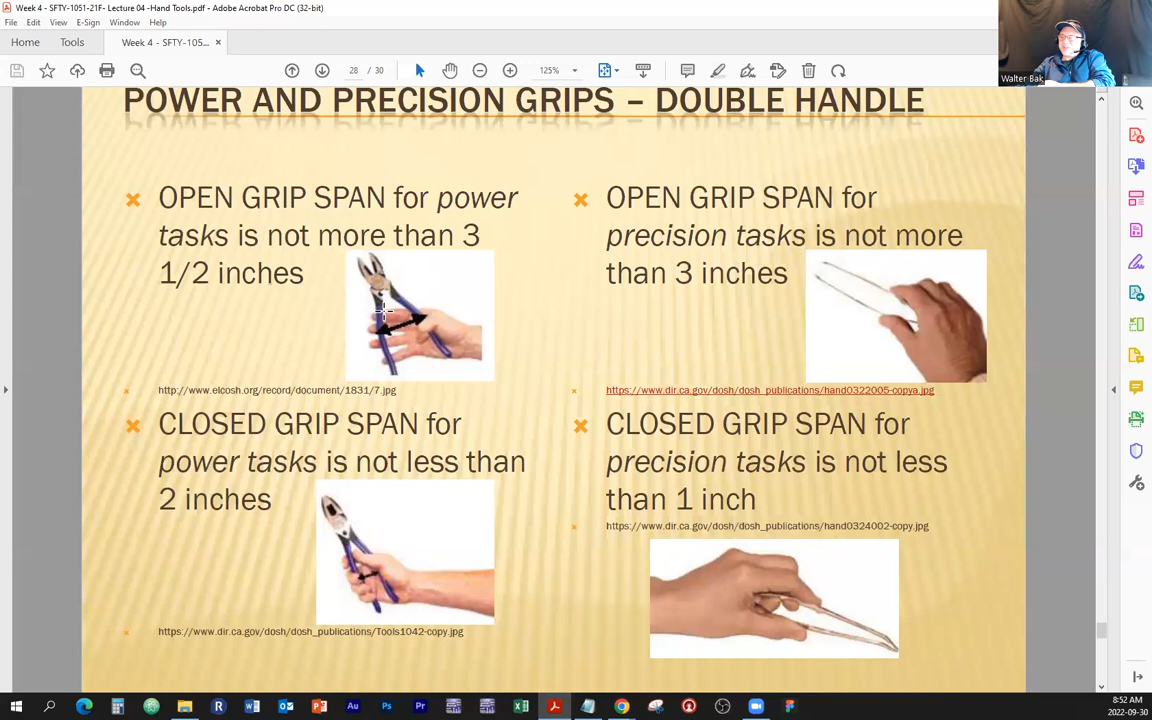 Week 4 - SFTY-1051-21F- Lecture 04 -Hand Tools.pdf - Adobe Acrobat Pro DC (32-bit)
File Edit View E-Sign Window Help
Home Tools Week 4 - SFTY-105... ×
28 / 30 125%
Walter Bak
POWER AND PRECISION GRIPS – DOUBLE HANDLE
OPEN GRIP SPAN for power
tasks is not more than 3
1/2 inches
http://www.elcosh.org/record/document/1831/7.jpg
CLOSED GRIP SPAN for
power tasks is not less than
2 inches
https://www.dir.ca.gov/dosh/dosh_publications/Tools1042-copy.jpg
OPEN GRIP SPAN for
precision tasks is not more
than 3 inches
https://www.dir.ca.gov/dosh/dosh_publications/hand0322005-copya.jpg
CLOSED GRIP SPAN for
precision tasks is not less
than 1 inch
https://www.dir.ca.gov/dosh/dosh_publications/hand0324002-copy.jpg
8:52 AM
2022-09-30